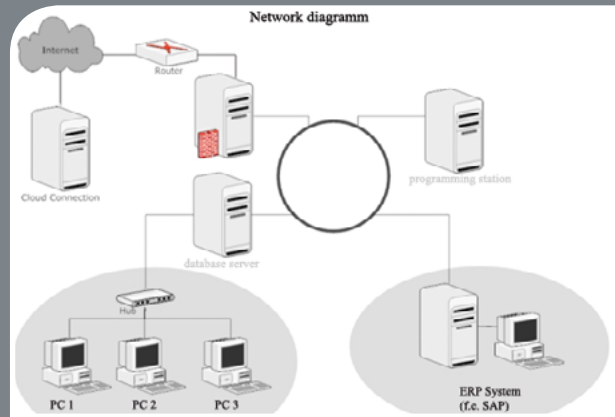 Network diagramm
Internet
Router
Cloud Connection
programming station
database server
Hub
PC 1
PC 2
PC 3
ERP System
(f.e. SAP)